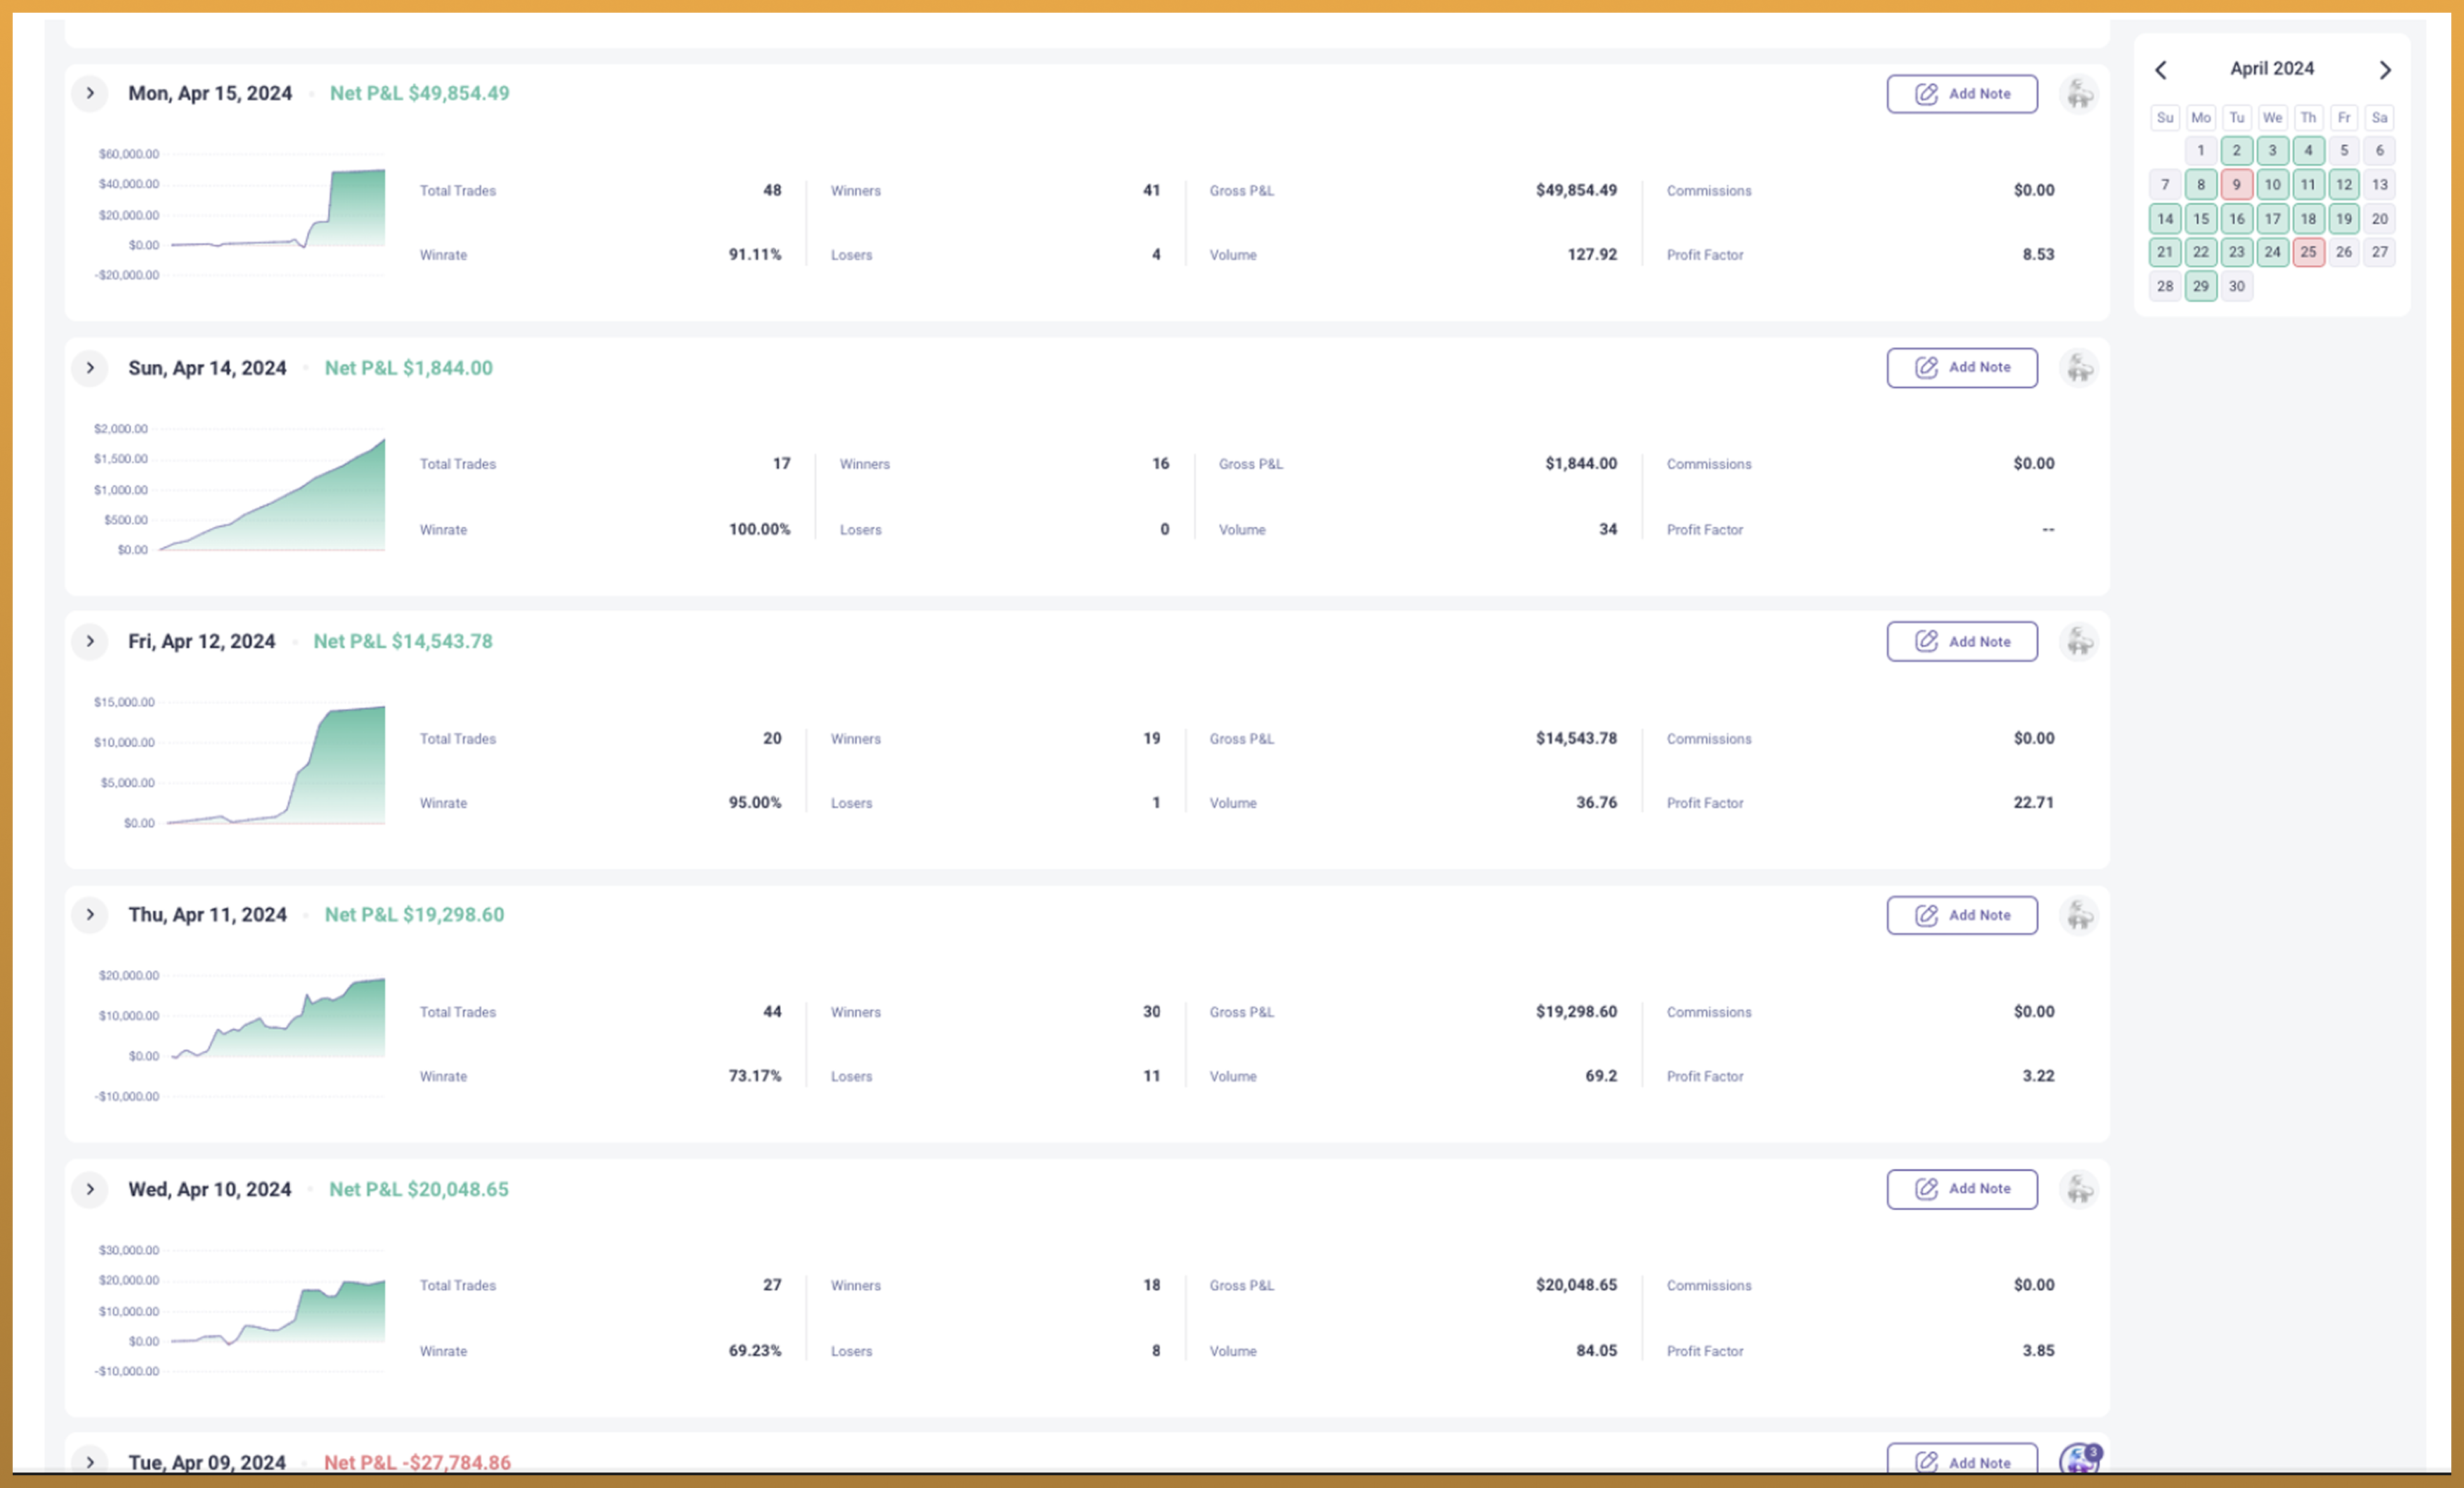 Mon, Apr 15, 2024 • Net P&L $49,854.49
Add Note
$60,000.00
$40,000.00
$20,000.00
$0.00
-$20,000.00
Total Trades 48 Winners 41 Gross P&L $49,854.49 Commissions $0.00
Winrate 91.11% Losers 4 Volume 127.92 Profit Factor 8.53
Sun, Apr 14, 2024 • Net P&L $1,844.00
Add Note
$2,000.00
$1,500.00
$1,000.00
$500.00
$0.00
Total Trades 17 Winners 16 Gross P&L $1,844.00 Commissions $0.00
Winrate 100.00% Losers 0 Volume 34 Profit Factor --
Fri, Apr 12, 2024 • Net P&L $14,543.78
Add Note
$15,000.00
$10,000.00
$5,000.00
$0.00
Total Trades 20 Winners 19 Gross P&L $14,543.78 Commissions $0.00
Winrate 95.00% Losers 1 Volume 36.76 Profit Factor 22.71
Thu, Apr 11, 2024 • Net P&L $19,298.60
Add Note
$20,000.00
$10,000.00
$0.00
-$10,000.00
Total Trades 44 Winners 30 Gross P&L $19,298.60 Commissions $0.00
Winrate 73.17% Losers 11 Volume 69.2 Profit Factor 3.22
Wed, Apr 10, 2024 • Net P&L $20,048.65
Add Note
$30,000.00
$20,000.00
$10,000.00
$0.00
-$10,000.00
Total Trades 27 Winners 18 Gross P&L $20,048.65 Commissions $0.00
Winrate 69.23% Losers 8 Volume 84.05 Profit Factor 3.85
Tue, Apr 09, 2024 • Net P&L -$27,784.86
Add Note
3
April 2024
Su Mo Tu We Th Fr Sa
1 2 3 4 5 6
7 8 9 10 11 12 13
14 15 16 17 18 19 20
21 22 23 24 25 26 27
28 29 30